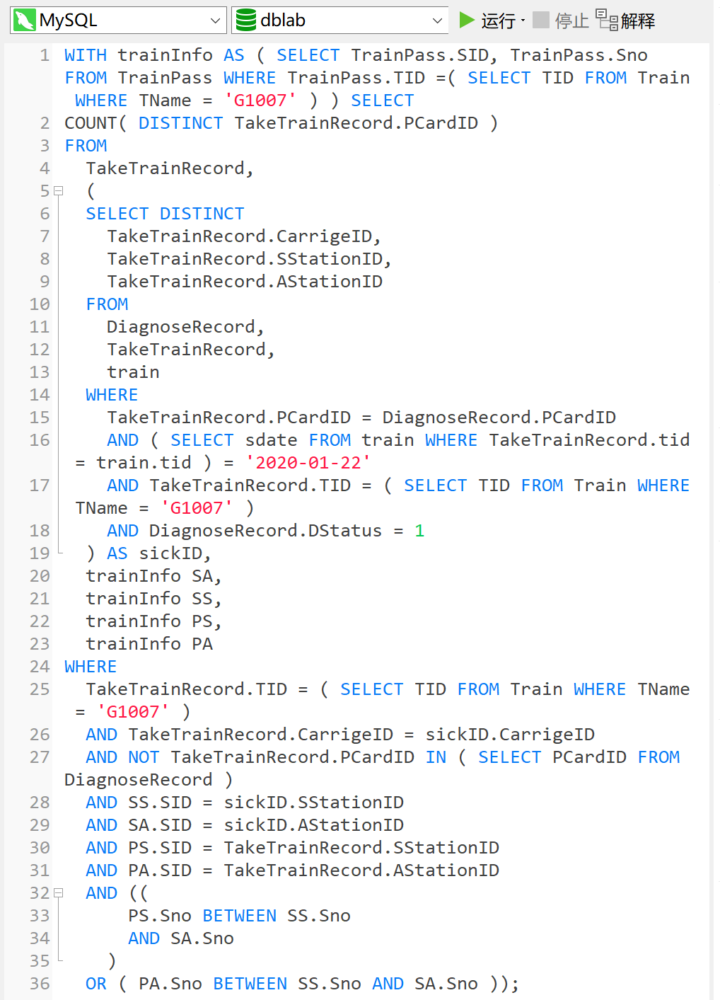 MySQL dblab 运行 停止 解释
1 WITH trainInfo AS ( SELECT TrainPass.SID, TrainPass.Sno
FROM TrainPass WHERE TrainPass.TID =( SELECT TID FROM Train
WHERE TName = 'G1007' ) ) SELECT
2 COUNT( DISTINCT TakeTrainRecord.PCardID )
3 FROM
4 TakeTrainRecord,
5 (
6 SELECT DISTINCT
7 TakeTrainRecord.CarrigeID,
8 TakeTrainRecord.SStationID,
9 TakeTrainRecord.AStationID
10 FROM
11 DiagnoseRecord,
12 TakeTrainRecord,
13 train
14 WHERE
15 TakeTrainRecord.PCardID = DiagnoseRecord.PCardID
16 AND ( SELECT sdate FROM train WHERE TakeTrainRecord.tid
= train.tid ) = '2020-01-22'
17 AND TakeTrainRecord.TID = ( SELECT TID FROM Train WHERE
TName = 'G1007' )
18 AND DiagnoseRecord.DStatus = 1
19 ) AS sickID,
20 trainInfo SA,
21 trainInfo SS,
22 trainInfo PS,
23 trainInfo PA
24 WHERE
25 TakeTrainRecord.TID = ( SELECT TID FROM Train WHERE TName
= 'G1007' )
26 AND TakeTrainRecord.CarrigeID = sickID.CarrigeID
27 AND NOT TakeTrainRecord.PCardID IN ( SELECT PCardID FROM
DiagnoseRecord )
28 AND SS.SID = sickID.SStationID
29 AND SA.SID = sickID.AStationID
30 AND PS.SID = TakeTrainRecord.SStationID
31 AND PA.SID = TakeTrainRecord.AStationID
32 AND ((
33 PS.Sno BETWEEN SS.Sno
34 AND SA.Sno
35 )
36 OR ( PA.Sno BETWEEN SS.Sno AND SA.Sno ));